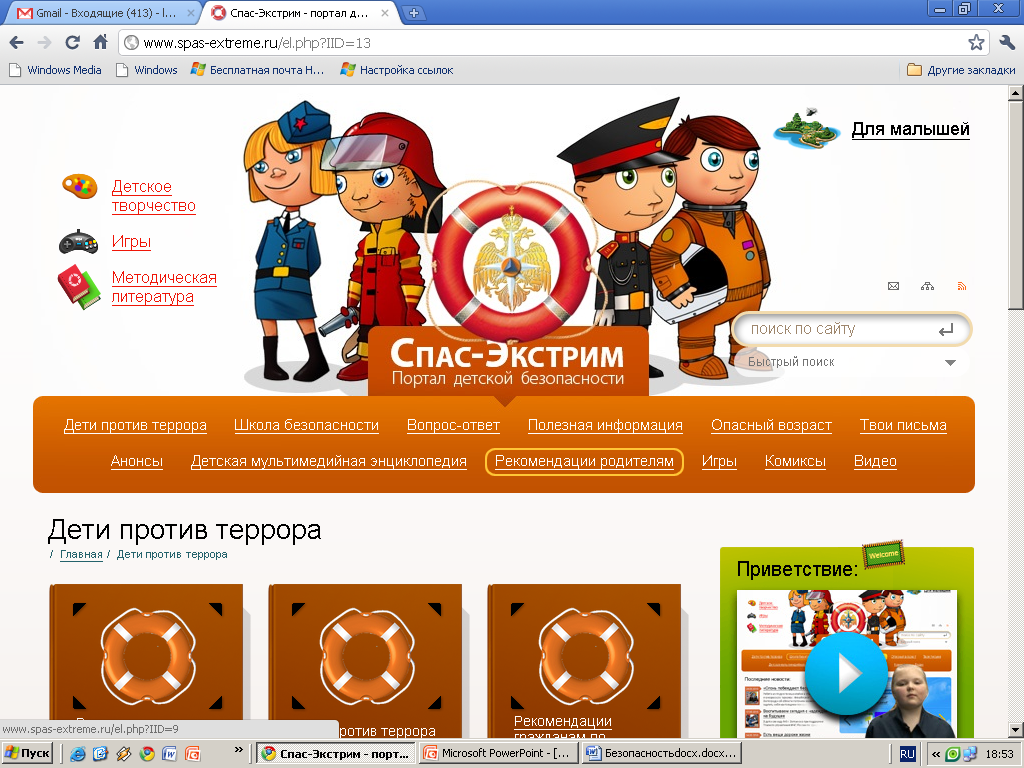 Gmail - Входящие (413) - l...
Спас-Экстрим - портал д...
www.spas-extreme.ru/el.php?IID=13
Windows Media
Windows
Бесплатная почта H...
Настройка ссылок
Другие закладки
Для малышей
Детское
творчество
Игры
Методическая
литература
поиск по сайту
Быстрый поиск
Спас-Экстрим
Портал детской безопасности
Дети против террора
Школа безопасности
Вопрос-ответ
Полезная информация
Опасный возраст
Твои письма
Анонсы
Детская мультимедийная энциклопедия
Рекомендации родителям
Игры
Комиксы
Видео
Дети против террора
/ Главная / Дети против террора
Welcome
Приветствие:
против террора
Рекомендации
гражданам по
www.spas-extreme.ru/el.php?IID=9
Пуск
»
Спас-Экстрим - порт...
Microsoft PowerPoint - [...
Безопасностьdocx.docx...
RU
«
18:53